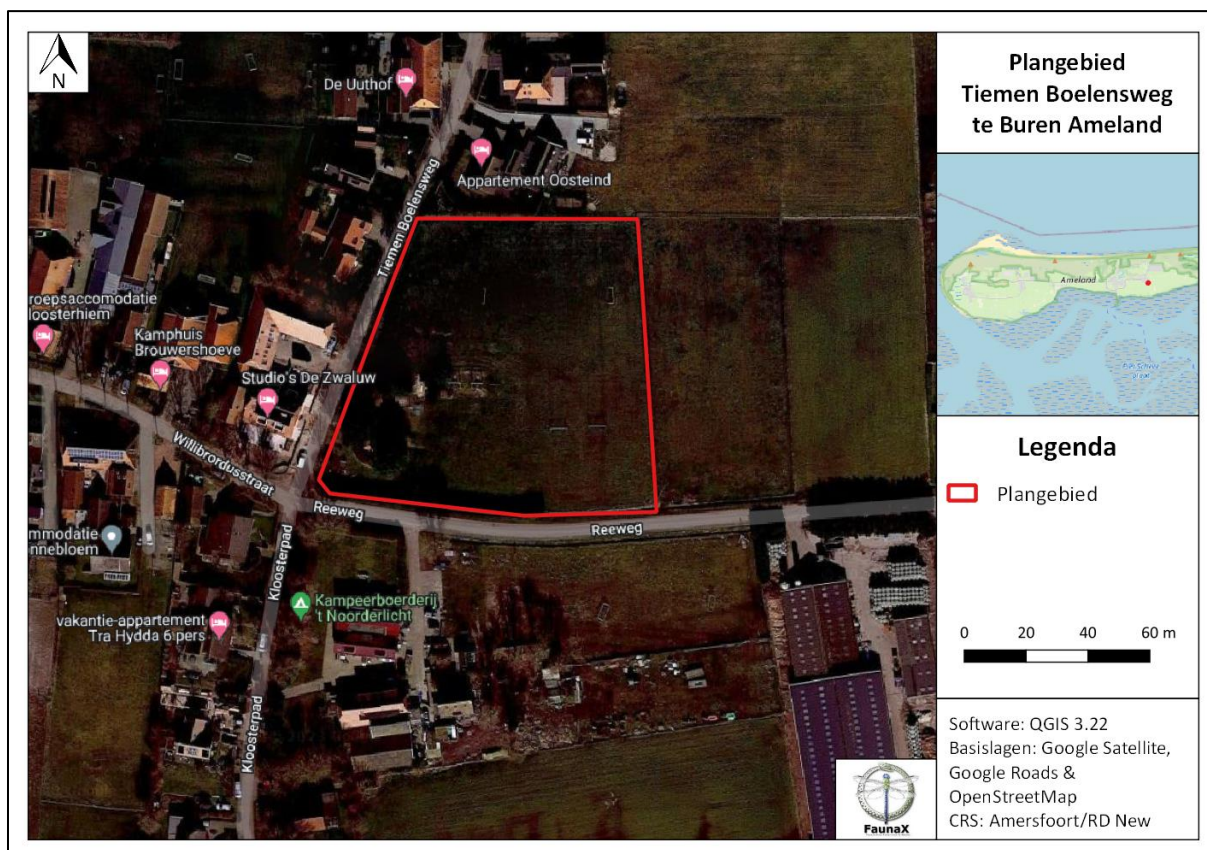 N
De Uuthof
Appartement Oosteind
Tiemen Boelensweg
roepsaccomodatie
loosterhiem
Kamphuis
Brouwershoeve
Studio's De Zwaluw
Willibrordusstraat
Reeweg
Reeweg
mmodatie
nnebloem
Kloosterpad
Kampeerboerderij
't Noorderlicht
vakantie-appartement
Tra Hydda 6 pers
Kloosterpad
FaunaX
Plangebied
Tiemen Boelensweg
te Buren Ameland
Ameland
Legenda
Plangebied
0 20 40 60 m
Software: QGIS 3.22
Basislagen: Google Satellite,
Google Roads &
OpenStreetMap
CRS: Amersfoort/RD New